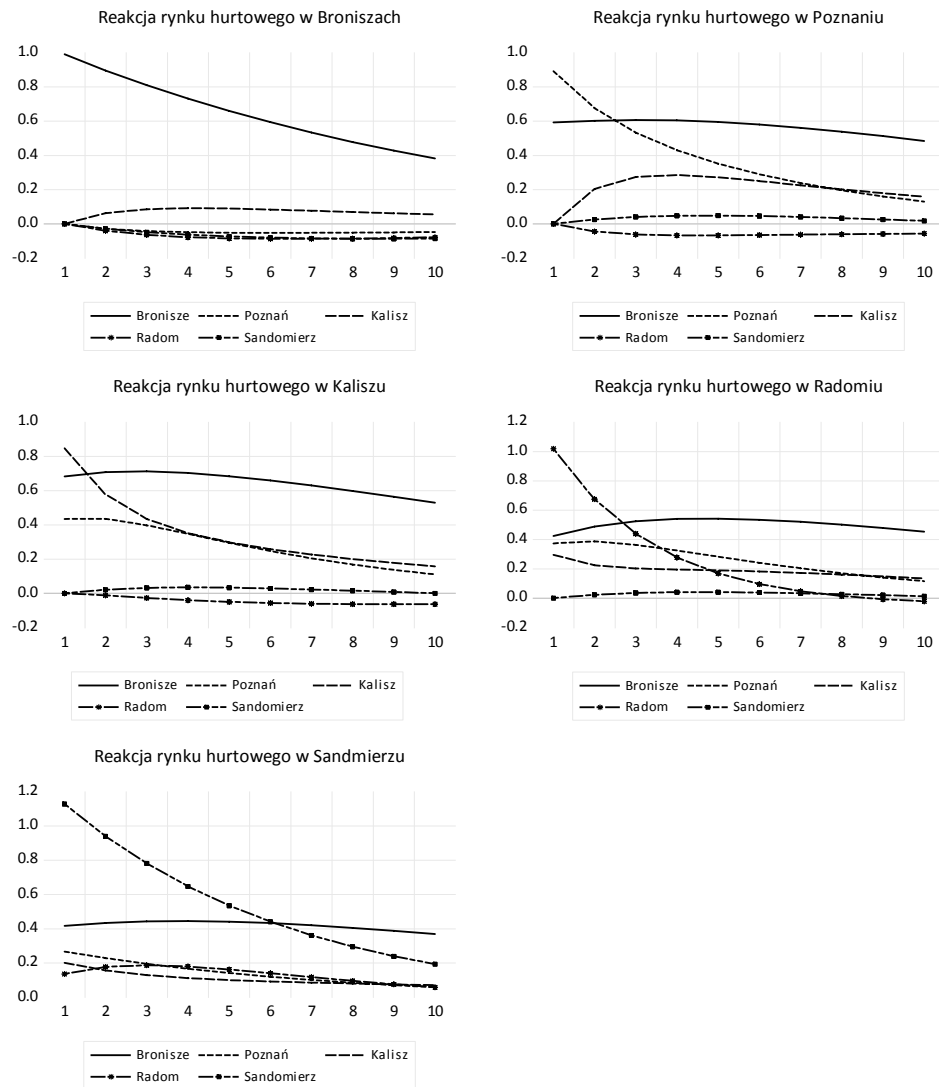 Reakcja rynku hurtowego w Broniszach
1.0
0.8
0.6
0.4
0.2
0.0
-0.2
1 2 3 4 5 6 7 8 9 10
Bronisze Poznań Kalisz
Radom Sandomierz
Reakcja rynku hurtowego w Poznaniu
1.0
0.8
0.6
0.4
0.2
0.0
-0.2
1 2 3 4 5 6 7 8 9 10
Bronisze Poznań Kalisz
Radom Sandomierz
Reakcja rynku hurtowego w Kaliszu
1.0
0.8
0.6
0.4
0.2
0.0
-0.2
1 2 3 4 5 6 7 8 9 10
Bronisze Poznań Kalisz
Radom Sandomierz
Reakcja rynku hurtowego w Radomiu
1.2
1.0
0.8
0.6
0.4
0.2
0.0
-0.2
1 2 3 4 5 6 7 8 9 10
Bronisze Poznań Kalisz
Radom Sandomierz
Reakcja rynku hurtowego w Sandmierzu
1.2
1.0
0.8
0.6
0.4
0.2
0.0
1 2 3 4 5 6 7 8 9 10
Bronisze Poznań Kalisz
Radom Sandomierz